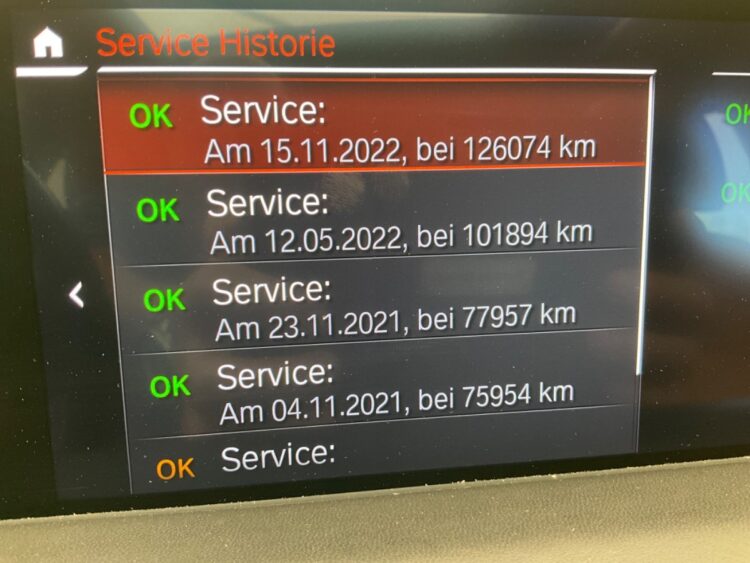 Service Historie
OK Service:
Am 15.11.2022, bei 126074 km
OK Service:
Am 12.05.2022, bei 101894 km
OK Service:
Am 23.11.2021, bei 77957 km
OK Service:
Am 04.11.2021, bei 75954 km
OK Service:
OK
OK